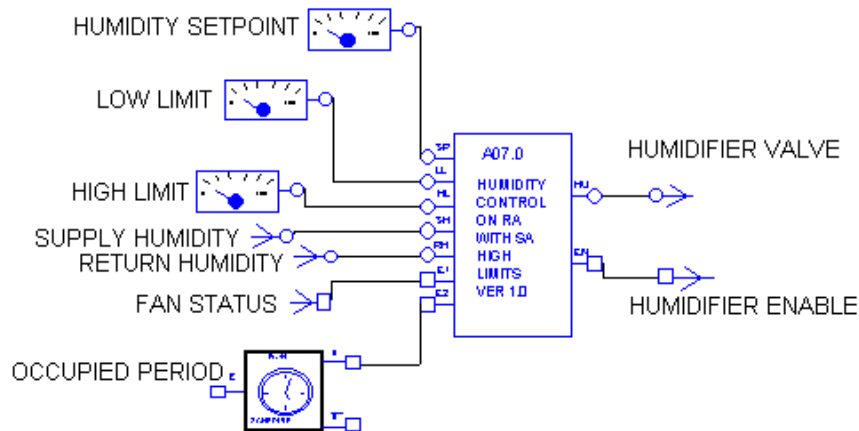 HUMIDITY SETPOINT
LOW LIMIT
HIGH LIMIT
SUPPLY HUMIDITY
RETURN HUMIDITY
FAN STATUS
OCCUPIED PERIOD
SP
LL
HL
SH
RH
E1
E2
A07.0
HUMIDITY
CONTROL
ON RA
WITH SA
HIGH
LIMITS
VER 1.0
HU
EN
HUMIDIFIER VALVE
HUMIDIFIER ENABLE